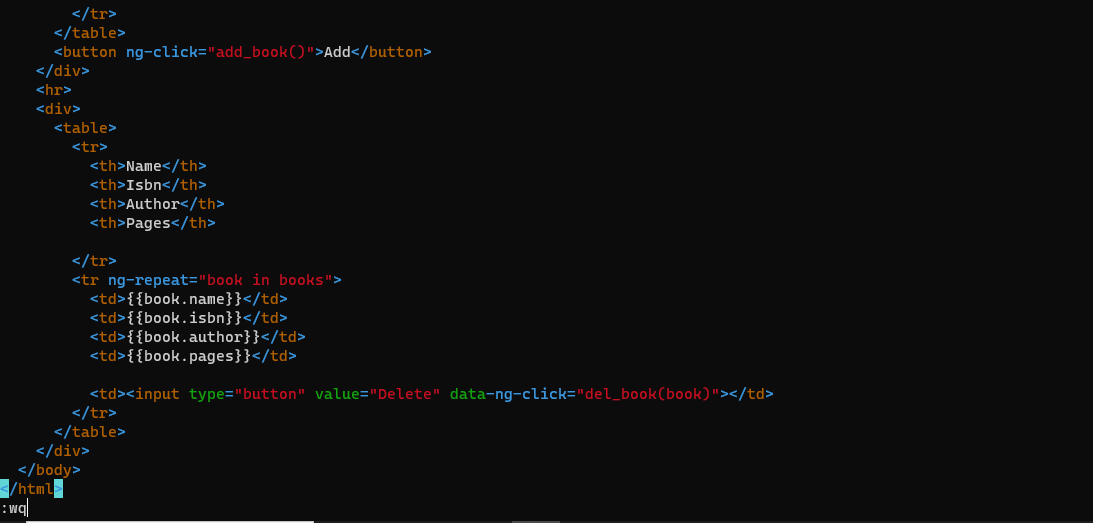 </tr>
      </table>
      <button ng-click="add_book()">Add</button>
    </div>
    <hr>
    <div>
      <table>
        <tr>
          <th>Name</th>
          <th>Isbn</th>
          <th>Author</th>
          <th>Pages</th>

        </tr>
        <tr ng-repeat="book in books">
          <td>{{book.name}}</td>
          <td>{{book.isbn}}</td>
          <td>{{book.author}}</td>
          <td>{{book.pages}}</td>

          <td><input type="button" value="Delete" data-ng-click="del_book(book)"></td>
        </tr>
      </table>
    </div>
  </body>
</html>
:wq